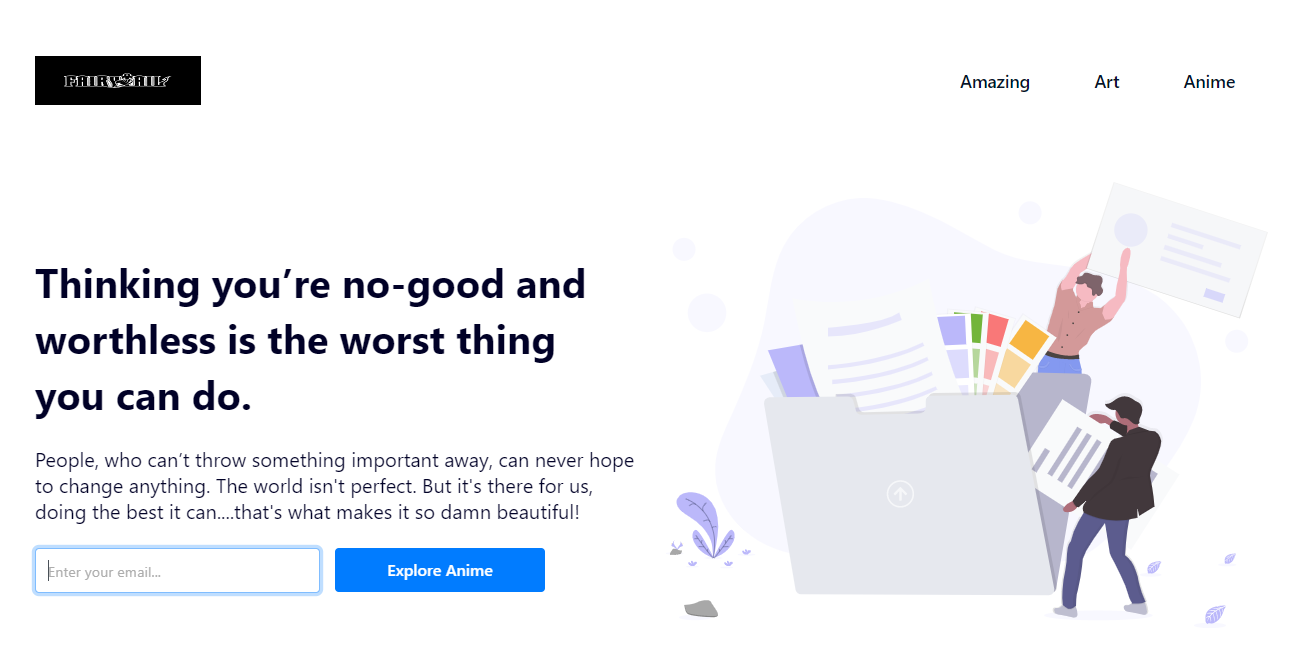 FAIRY TAIL
Amazing
Art
Anime
Thinking you’re no-good and
worthless is the worst thing
you can do.
People, who can’t throw something important away, can never hope
to change anything. The world isn't perfect. But it's there for us,
doing the best it can....that's what makes it so damn beautiful!
Enter your email...
Explore Anime